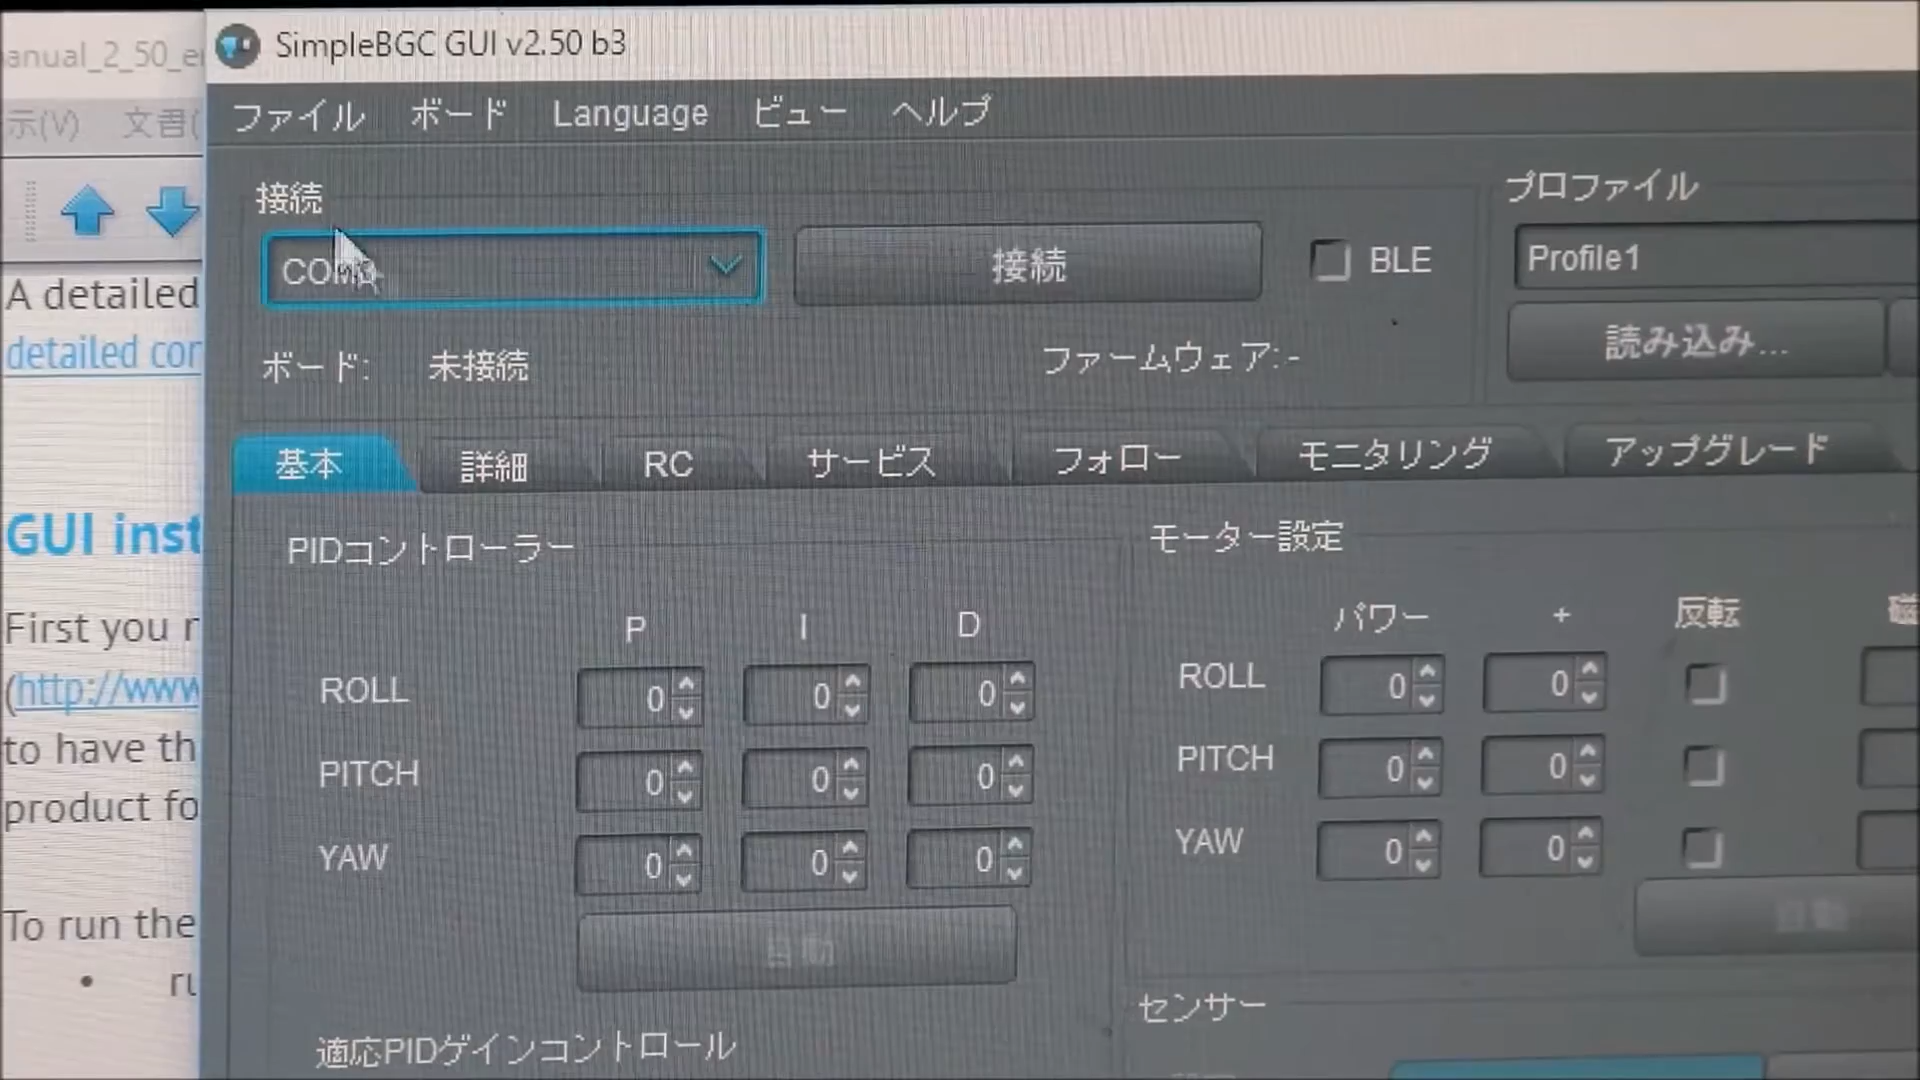 SimpleBGC GUI v2.50 b3
anual_2_50_e
示(V) 文書(
ファイル ボード Language ビュー ヘルプ
接続
プロファイル
接続 BLE
Profile1
読み込み...
ボード: 未接続
ファームウェア:-
A detailed
detailed cor
基本 詳細 RC サービス フォロー モニタリング アップグレード
GUI inst
PIDコントローラー
モーター設定
P I D
パワー + 反転 磁
ROLL 0 0 0
ROLL 0 0
PITCH 0 0 0
PITCH 0 0
YAW 0 0 0
YAW 0 0
自動
自動
First you r
(http://www
to have th
product fo
To run the
• ru
適応PIDゲインコントロール
センサー